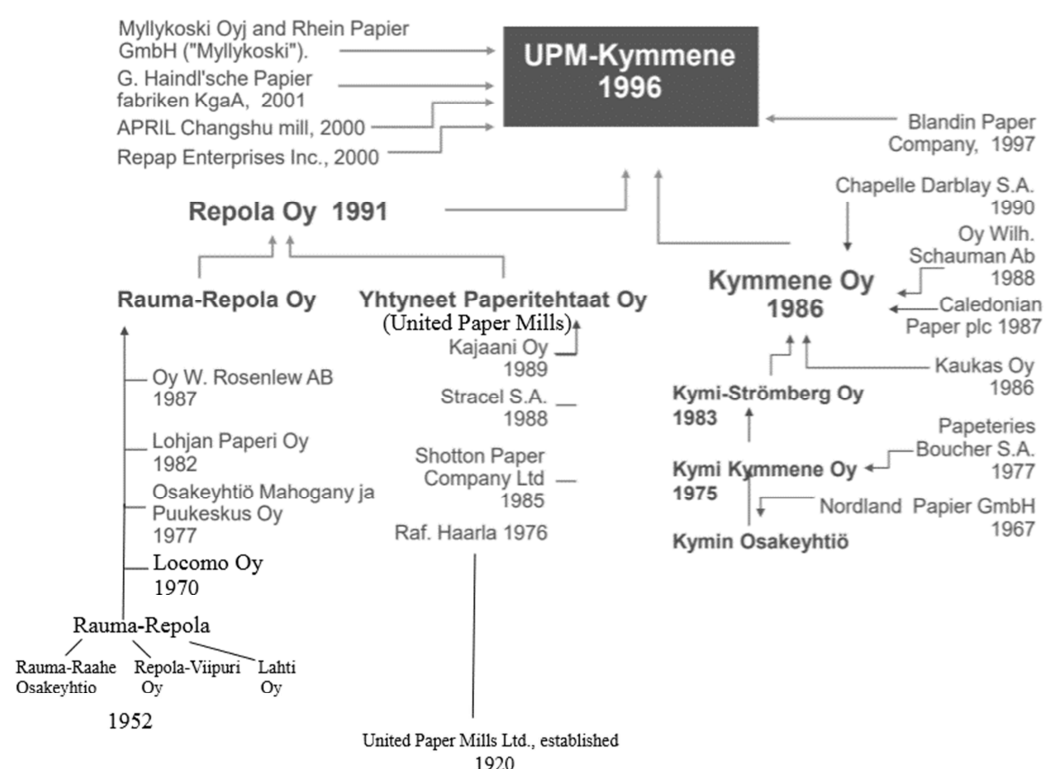 Myllykoski Oyj and Rhein Papier
GmbH ("Myllykoski").
G. Haindl'sche Papier
fabriken KgaA, 2001
APRIL Changshu mill, 2000
Repap Enterprises Inc., 2000
UPM-Kymmene
1996
Blandin Paper
Company, 1997
Chapelle Darblay S.A.
1990
Oy Wilh.
Schauman Ab
1988
Caledonian
Paper plc 1987
Kaukas Oy
1986
Papeteries
Boucher S.A.
1977
Nordland Papier GmbH
1967
Repola Oy 1991
Kymmene Oy
1986
Kymi-Strömberg Oy
1983
Kymi Kymmene Oy
1975
Kymin Osakeyhtiö
Rauma-Repola Oy
Oy W. Rosenlew AB
1987
Lohjan Paperi Oy
1982
Osakeyhtiö Mahogany ja
Puukeskus Oy
1977
Locomo Oy
1970
Rauma-Repola
Rauma-Raahe
Osakeyhtio
Repola-Viipuri
Oy
Lahti
Oy
1952
Yhtyneet Paperitehtaat Oy
(United Paper Mills)
Kajaani Oy
1989
Stracel S.A.
1988
Shotton Paper
Company Ltd
1985
Raf. Haarla 1976
United Paper Mills Ltd., established
1920